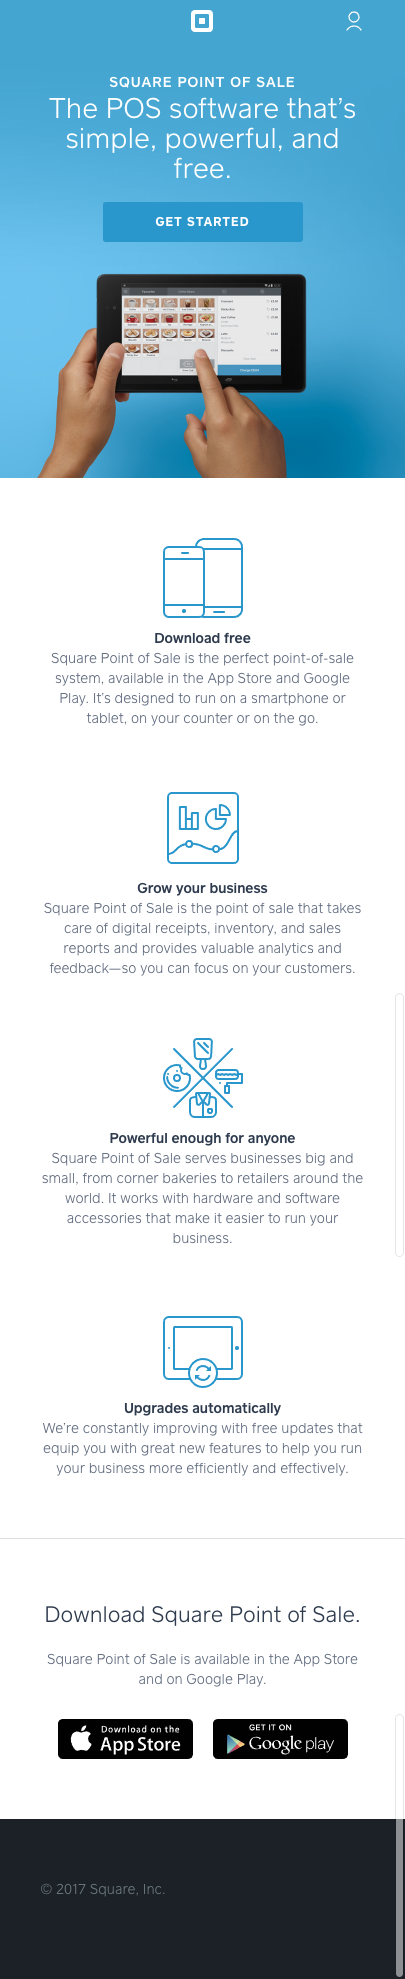 SQUARE POINT OF SALE
The POS software that’s
simple, powerful, and
free.
GET STARTED
Download free
Square Point of Sale is the perfect point-of-sale
system, available in the App Store and Google
Play. It’s designed to run on a smartphone or
tablet, on your counter or on the go.
Grow your business
Square Point of Sale is the point of sale that takes
care of digital receipts, inventory, and sales
reports and provides valuable analytics and
feedback—so you can focus on your customers.
Powerful enough for anyone
Square Point of Sale serves businesses big and
small, from corner bakeries to retailers around the
world. It works with hardware and software
accessories that make it easier to run your
business.
Upgrades automatically
We’re constantly improving with free updates that
equip you with great new features to help you run
your business more efficiently and effectively.
Download Square Point of Sale.
Square Point of Sale is available in the App Store
and on Google Play.
Download on the
App Store
GET IT ON
Google play
© 2017 Square, Inc.